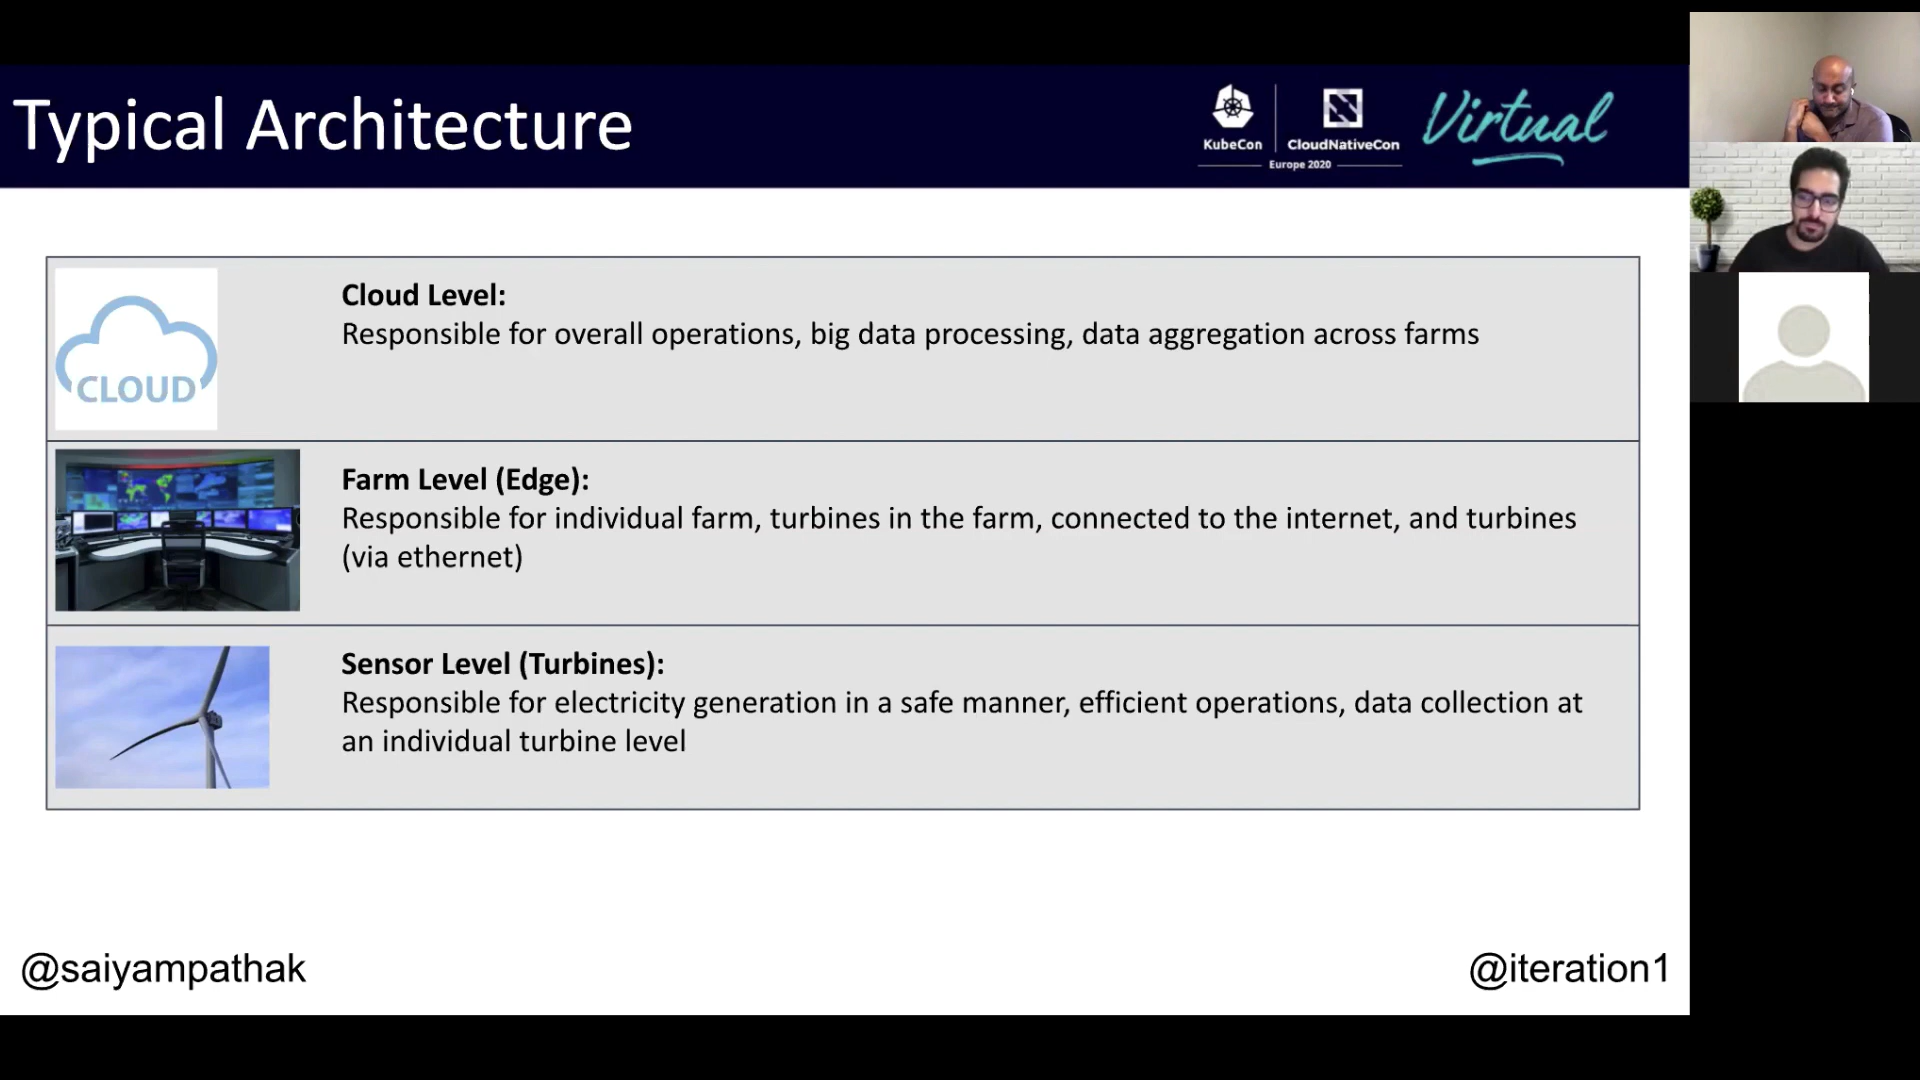 Typical Architecture
KubeCon
CloudNativeCon
Europe 2020
Virtual
CLOUD
Cloud Level:
Responsible for overall operations, big data processing, data aggregation across farms
Farm Level (Edge):
Responsible for individual farm, turbines in the farm, connected to the internet, and turbines
(via ethernet)
Sensor Level (Turbines):
Responsible for electricity generation in a safe manner, efficient operations, data collection at
an individual turbine level
@saiyampathak
@iteration1